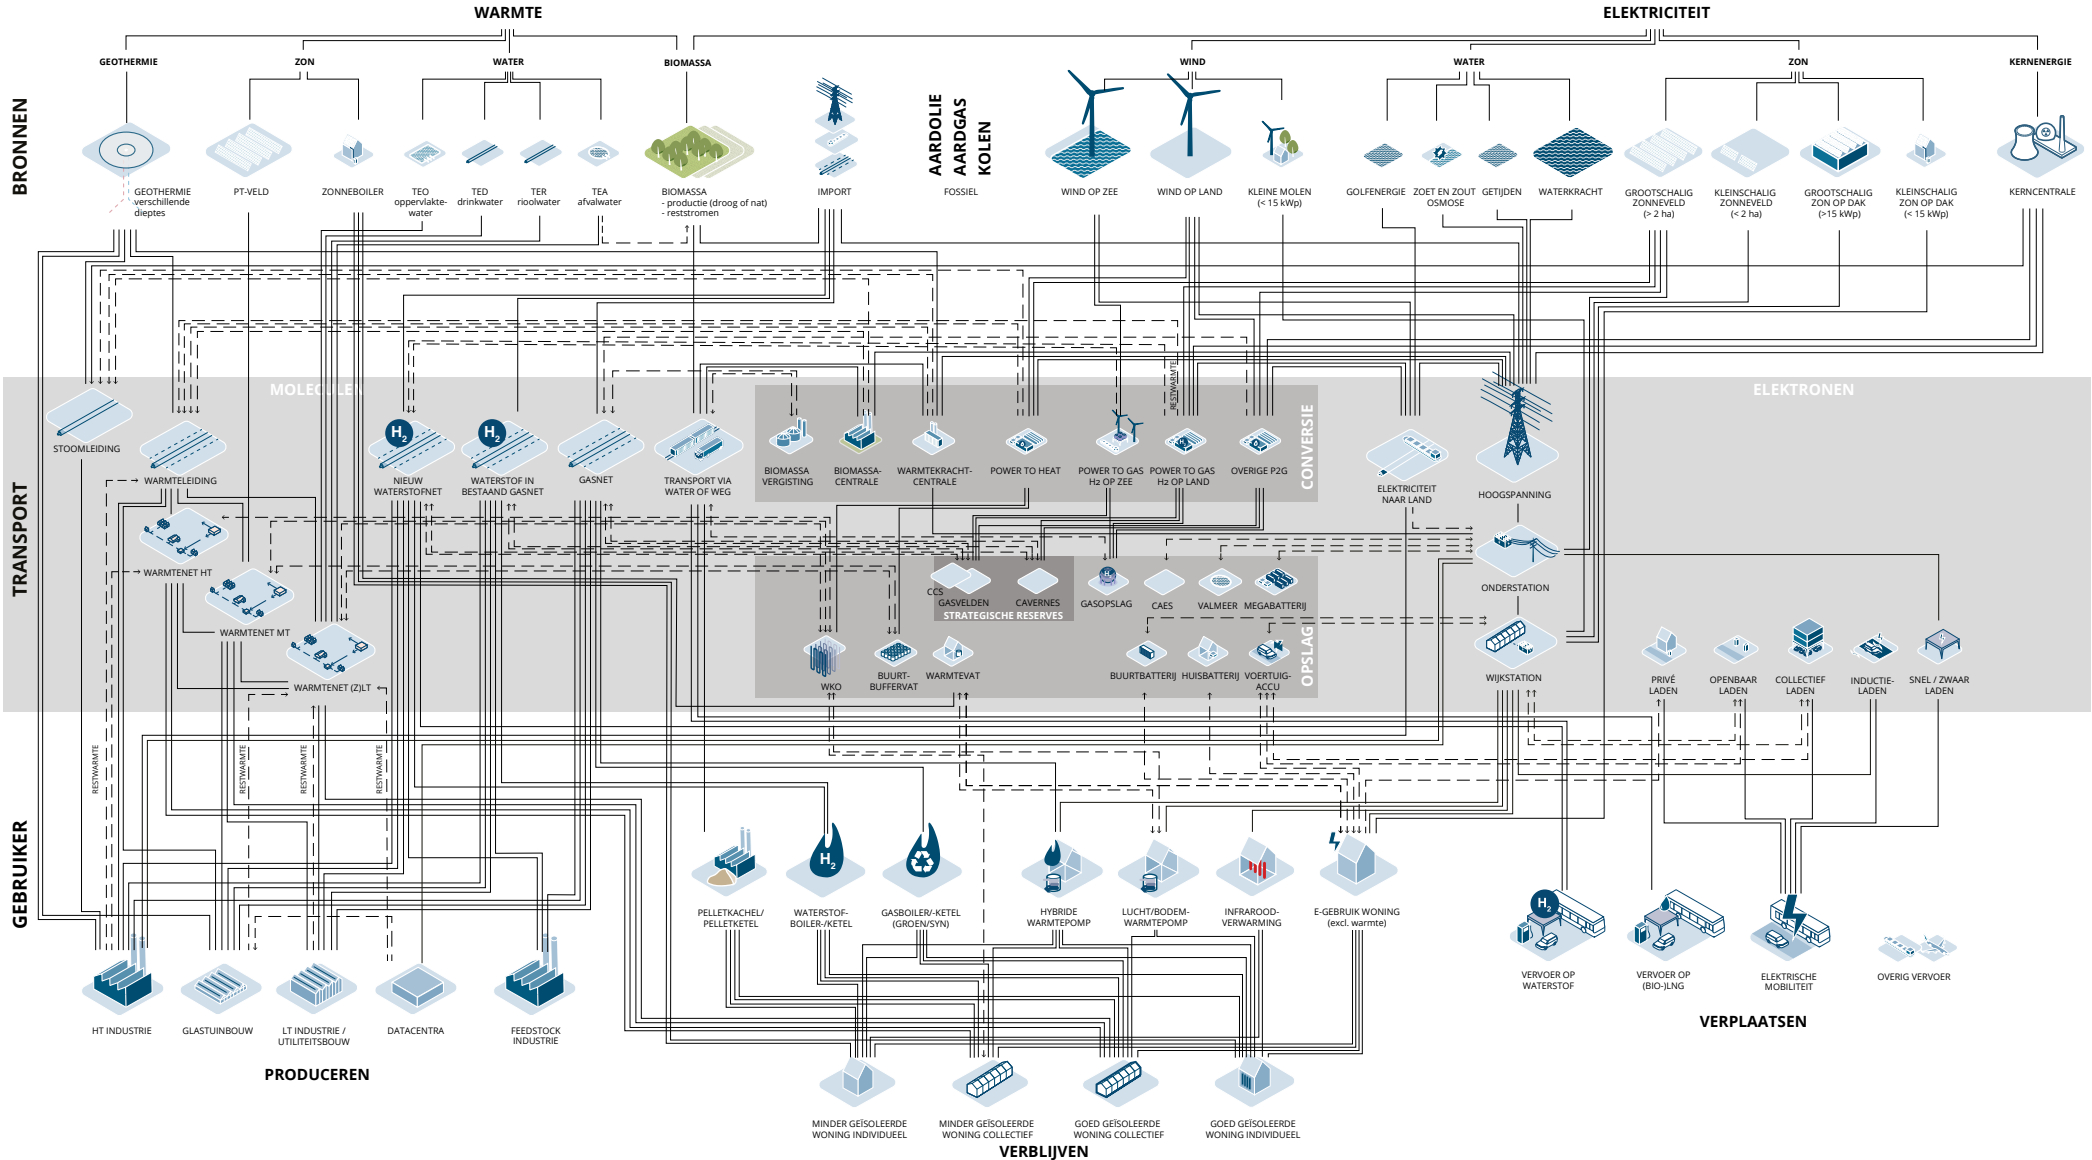 WARMTE
ELEKTRICITEIT
GEOTHERMIE
ZON
WATER
BIOMASSA
WIND
WATER
ZON
KERNENERGIE
BRONNEN
AARDOLIE
AARDGAS
KOLEN
GEOTHERMIE
verschillende
dieptes
PT-VELD
ZONNEBOILER
TEO
oppervlakte-
water
TED
drinkwater
TER
rioolwater
TEA
afvalwater
BIOMASSA
- productie (droog of nat)
- reststromen
IMPORT
FOSSIEL
WIND OP ZEE
WIND OP LAND
KLEINE MOLEN
(< 15 kWp)
GOLFENERGIE
ZOET EN ZOUT
OSMOSE
GETIJDEN
WATERKRACHT
GROOTSCHALIG
ZONNEVELD
(> 2 ha)
KLEINSCHALIG
ZONNEVELD
(< 2 ha)
GROOTSCHALIG
ZON OP DAK
(>15 kWp)
KLEINSCHALIG
ZON OP DAK
(< 15 kWp)
KERNCENTRALE
TRANSPORT
MOLECULEN
ELEKTRONEN
CONVERSIE
RESTWARMTE
STOOMLEIDING
WARMTELEIDING
H2
NIEUW
WATERSTOFNET
H2
WATERSTOF IN
BESTAAND GASNET
GASNET
TRANSPORT VIA
WATER OF WEG
BIOMASSA
VERGISTING
BIOMASSA-
CENTRALE
WARMTEKRACHT-
CENTRALE
POWER TO HEAT
POWER TO GAS
H2 OP ZEE
POWER TO GAS
H2 OP LAND
OVERIGE P2G
ELEKTRICITEIT
NAAR LAND
HOOGSPANNING
WARMTENET HT
WARMTENET MT
WARMTENET (Z)LT
CCS
GASVELDEN
CAVERNES
STRATEGISCHE RESERVES
GASOPSLAG
CAES
VALMEER
MEGABATTERIJ
ONDERSTATION
OPSLAG
WKO
BUURT-
BUFFERVAT
WARMTEVAT
BUURTBATTERIJ
HUISBATTERIJ
VOERTUIG-
ACCU
WIJKSTATION
PRIVÉ
LADEN
OPENBAAR
LADEN
COLLECTIEF
LADEN
INDUCTIE-
LADEN
SNEL / ZWAAR
LADEN
RESTWARMTE
RESTWARMTE
RESTWARMTE
RESTWARMTE
GEBRUIKER
PELLETKACHEL/
PELLETKETEL
H2
WATERSTOF-
BOILER-/KETEL
GASBOILER/-KETEL
(GROEN/SYN)
HYBRIDE
WARMTEPOMP
LUCHT/BODEM-
WARMTEPOMP
INFRAROOD-
VERWARMING
E-GEBRUIK WONING
(excl. warmte)
H2
VERVOER OP
WATERSTOF
VERVOER OP
(BIO-)LNG
ELEKTRISCHE
MOBILITEIT
OVERIG VERVOER
HT INDUSTRIE
GLASTUINBOUW
LT INDUSTRIE /
UTILITEITSBOUW
DATACENTRA
FEEDSTOCK
INDUSTRIE
VERPLAATSEN
PRODUCEREN
MINDER GEÏSOLEERDE
WONING INDIVIDUEEL
MINDER GEÏSOLEERDE
WONING COLLECTIEF
GOED GEÏSOLEERDE
WONING COLLECTIEF
GOED GEÏSOLEERDE
WONING INDIVIDUEEL
VERBLIJVEN